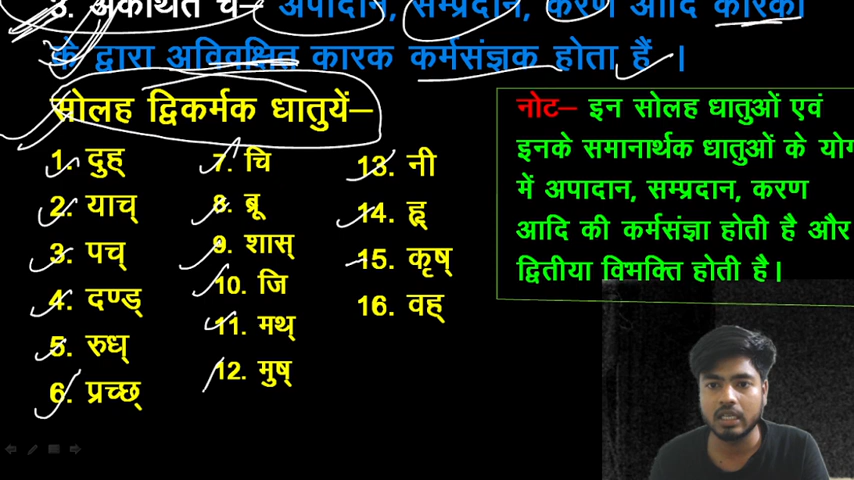 3. अकथितं च– अपादान, सम्प्रदान, करण आदि कारकों
के द्वारा अविवक्षित कारक कर्मसंज्ञक होता हैं ।
सोलह द्विकर्मक धातुयें–
1. दुह्
2. याच्
3. पच्
4. दण्ड्
5. रुध्
6. प्रच्छ्
7. चि
8. ब्रू
9. शास्
10. जि
11. मथ्
12. मुष्
13. नी
14. हृ
15. कृष्
16. वह्
नोट– इन सोलह धातुओं एवं
इनके समानार्थक धातुओं के योग
में अपादान, सम्प्रदान, करण
आदि की कर्मसंज्ञा होती है और
द्वितीया विभक्ति होती है।